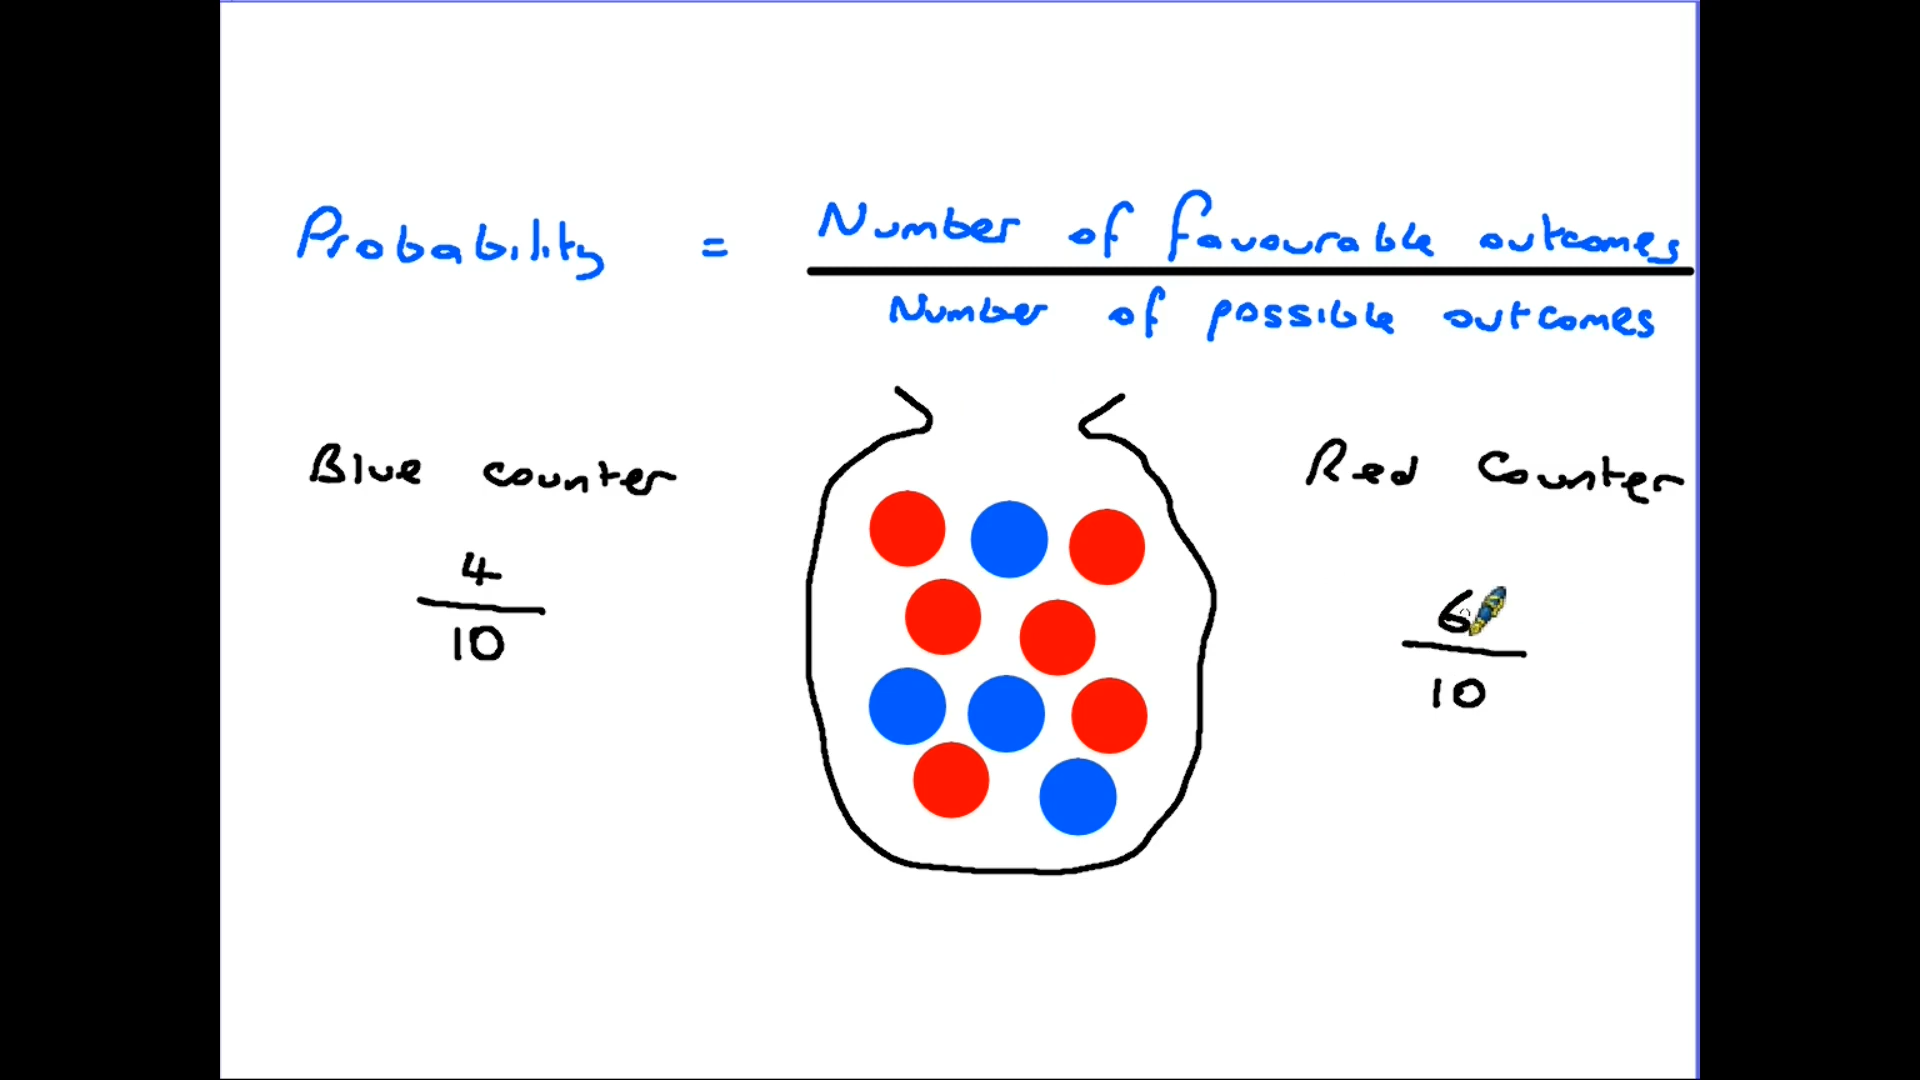 Probability = Number of favourable outcomes
Number of possible outcomes
Blue counter
4
10
Red Counter
6
10